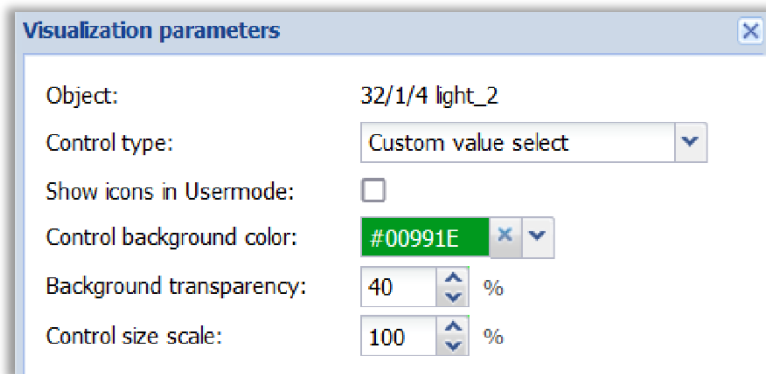 Visualization parameters
Object: 32/1/4 light_2
Control type: Custom value select
Show icons in Usermode:
Control background color: #00991E
Background transparency: 40 %
Control size scale: 100 %